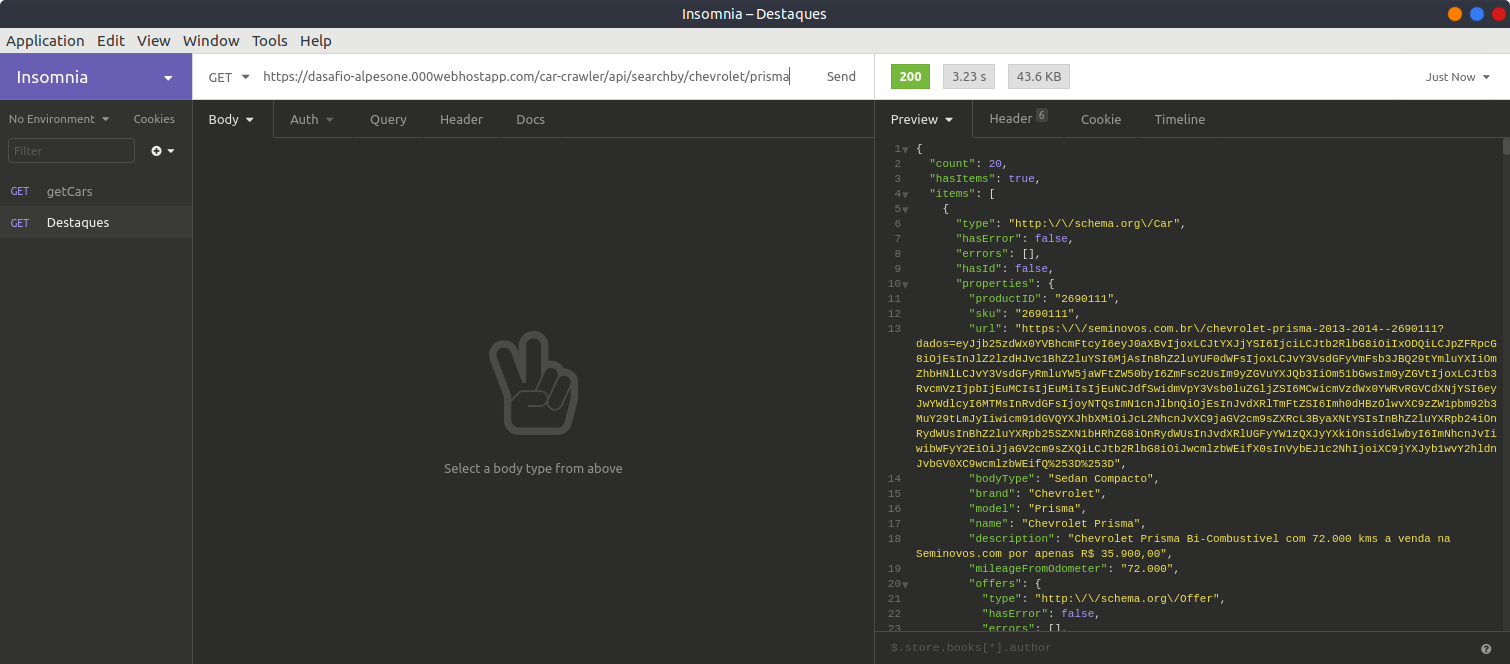 Insomnia – Destaques
Application Edit View Window Tools Help
Insomnia
GET https://dasafio-alpesone.000webhostapp.com/car-crawler/api/searchby/chevrolet/prisma Send
200 3.23 s 43.6 KB Just Now
No Environment Cookies
Filter
GET getCars
GET Destaques
Body Auth Query Header Docs
Select a body type from above
Preview Header 6 Cookie Timeline
1 {
2 "count": 20,
3 "hasItems": true,
4 "items": [
5 {
6 "type": "http:\/\/schema.org\/Car",
7 "hasError": false,
8 "errors": [],
9 "hasId": false,
10 "properties": {
11 "productID": "2690111",
12 "sku": "2690111",
13 "url": "https:\/\/seminovos.com.br\/chevrolet-prisma-2013-2014--2690111?
14 "bodyType": "Sedan Compacto",
15 "brand": "Chevrolet",
16 "model": "Prisma",
17 "name": "Chevrolet Prisma",
18 "description": "Chevrolet Prisma Bi-Combustível com 72.000 kms a venda na
Seminovos.com por apenas R$ 35.900,00",
19 "mileageFromOdometer": "72.000",
20 "offers": {
21 "type": "http:\/\/schema.org\/Offer",
22 "hasError": false,
23 "errors": [],
$.store.books[*].author